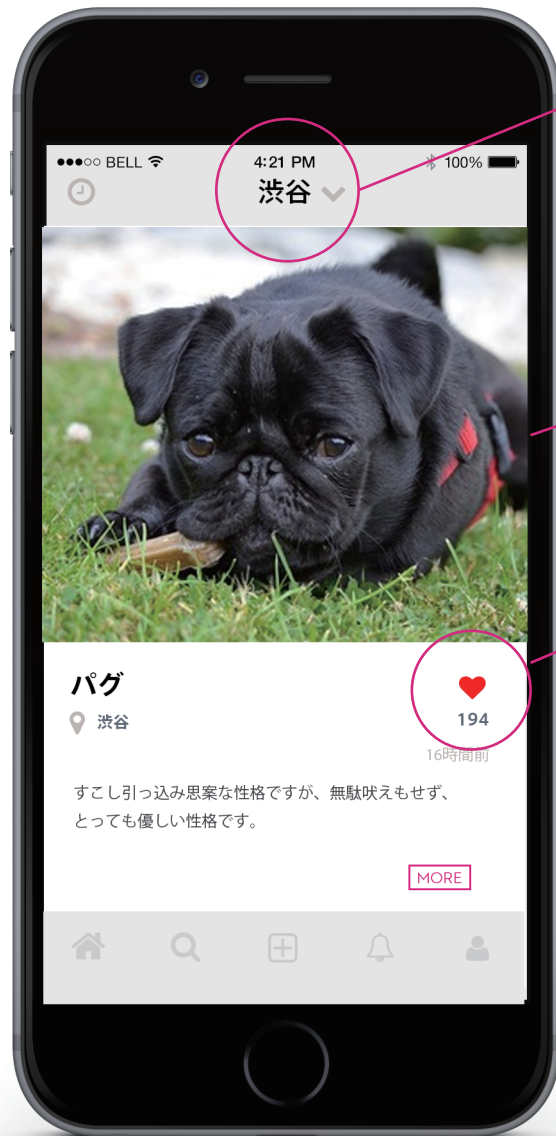 ●●●○○ BELL 4:21 PM 100%
渋谷
パグ
渋谷
194
16時間前
すこし引っ込み思案な性格ですが、無駄吠えもせず、
とっても優しい性格です。
MORE